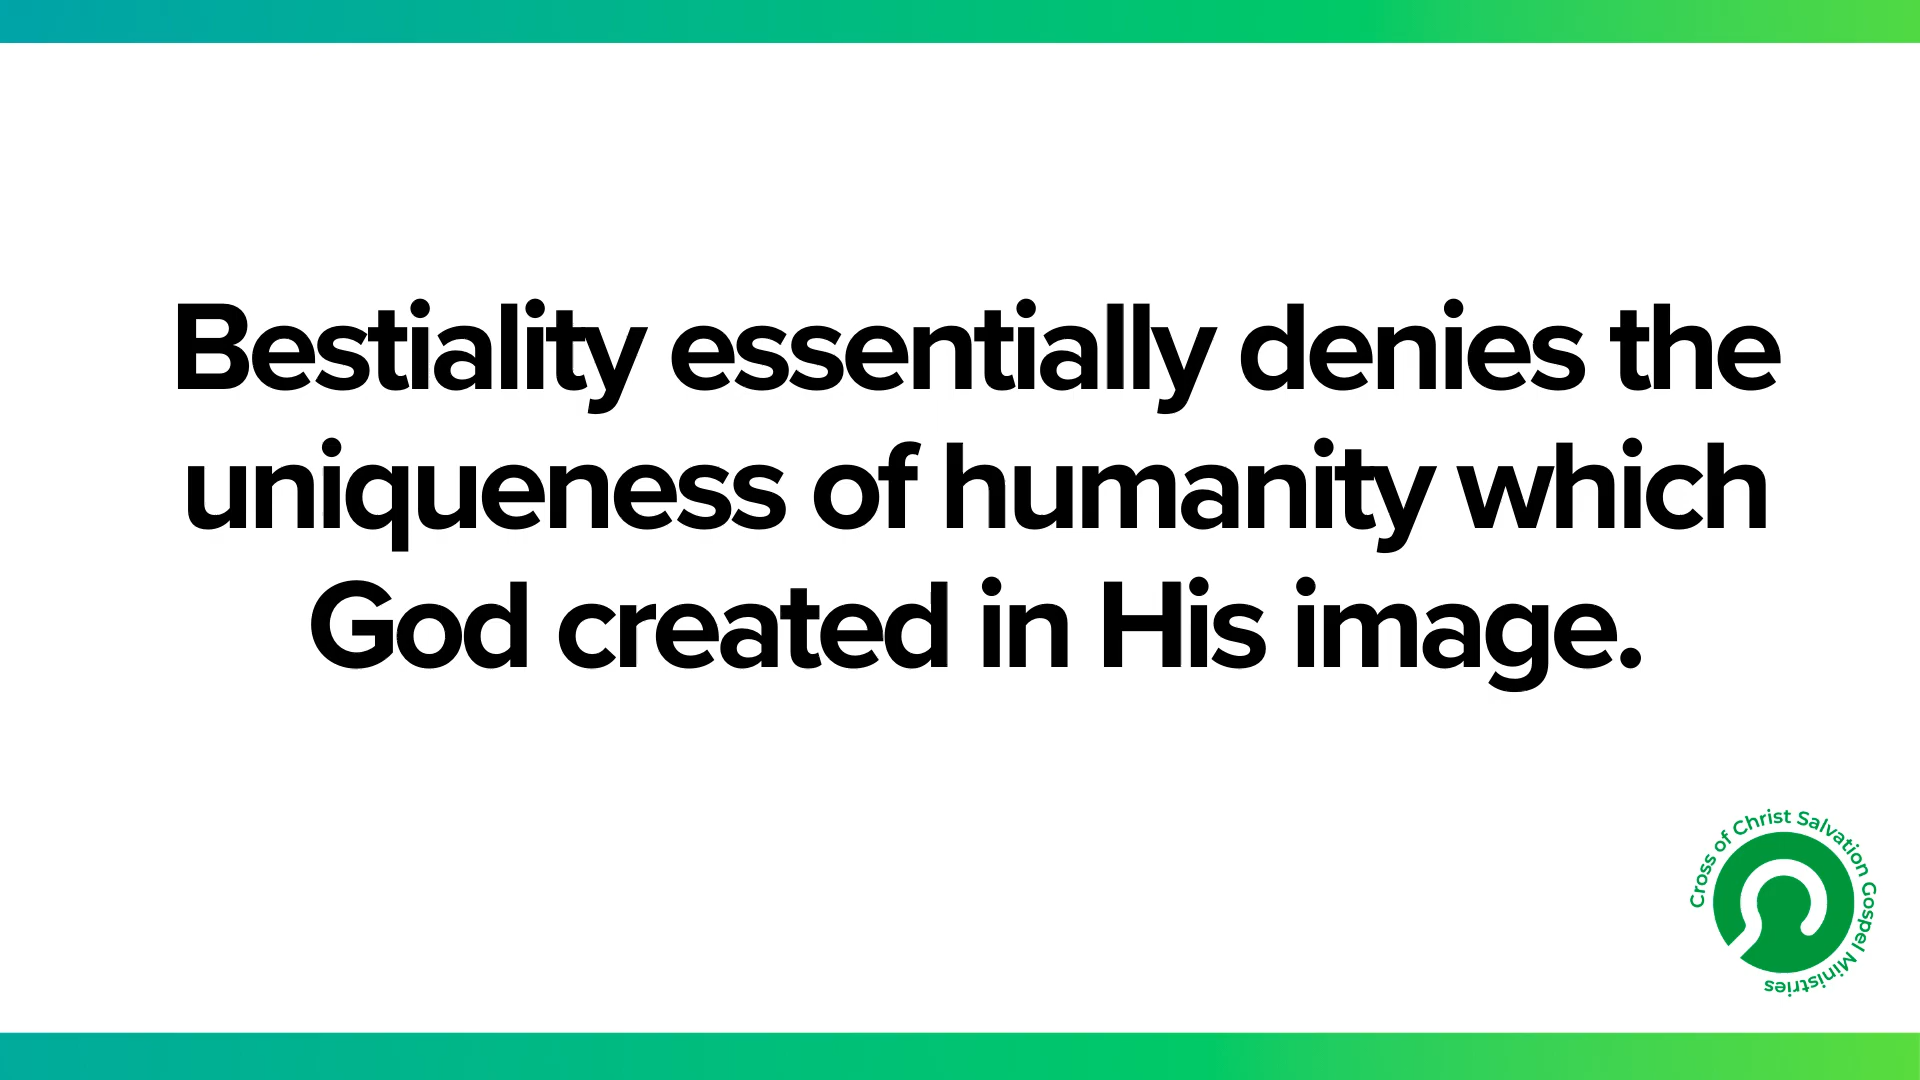 Bestiality essentially denies the
uniqueness of humanity which
God created in His image.
Cross of Christ Salvation Gospel Ministries